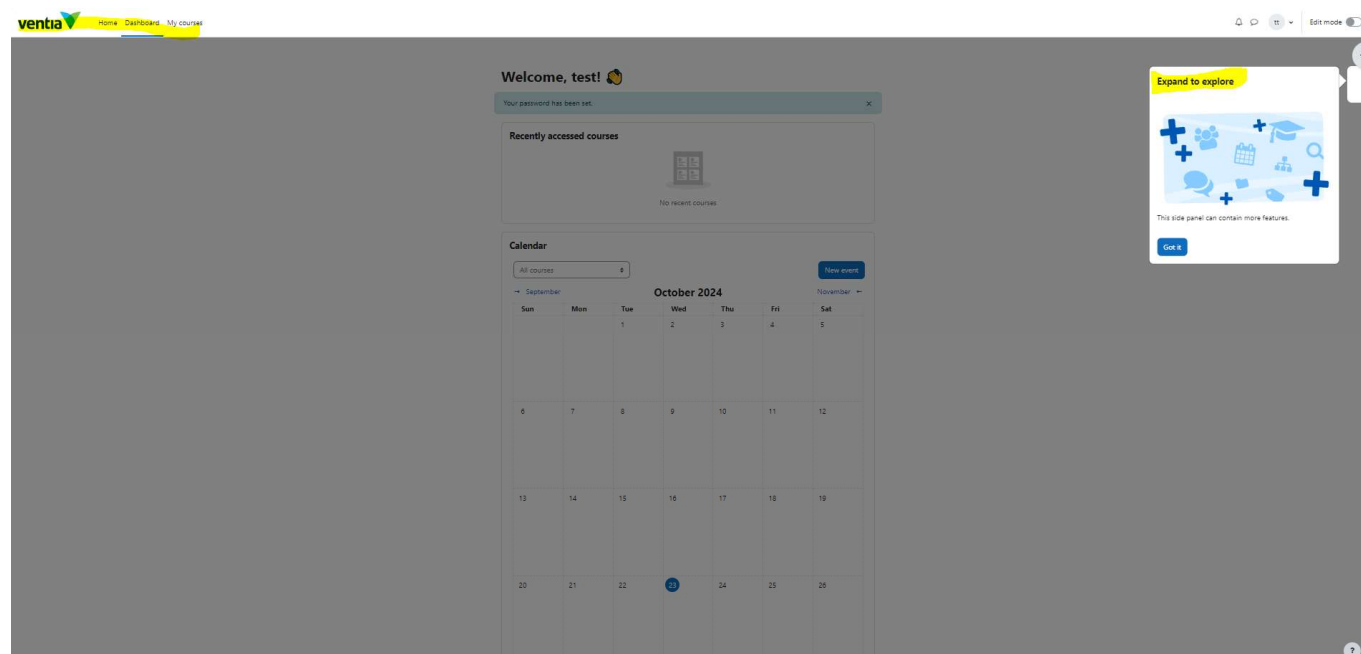 ventia
Home Dashboard My courses
tt Edit mode
Welcome, test!
Your password has been set.
Recently accessed courses
No recent courses
Calendar
All courses
New event
→ September October 2024 November ←
Sun Mon Tue Wed Thu Fri Sat
1 2 3 4 5
6 7 8 9 10 11 12
13 14 15 16 17 18 19
20 21 22 23 24 25 26
Expand to explore
This side panel can contain more features.
Got it
?